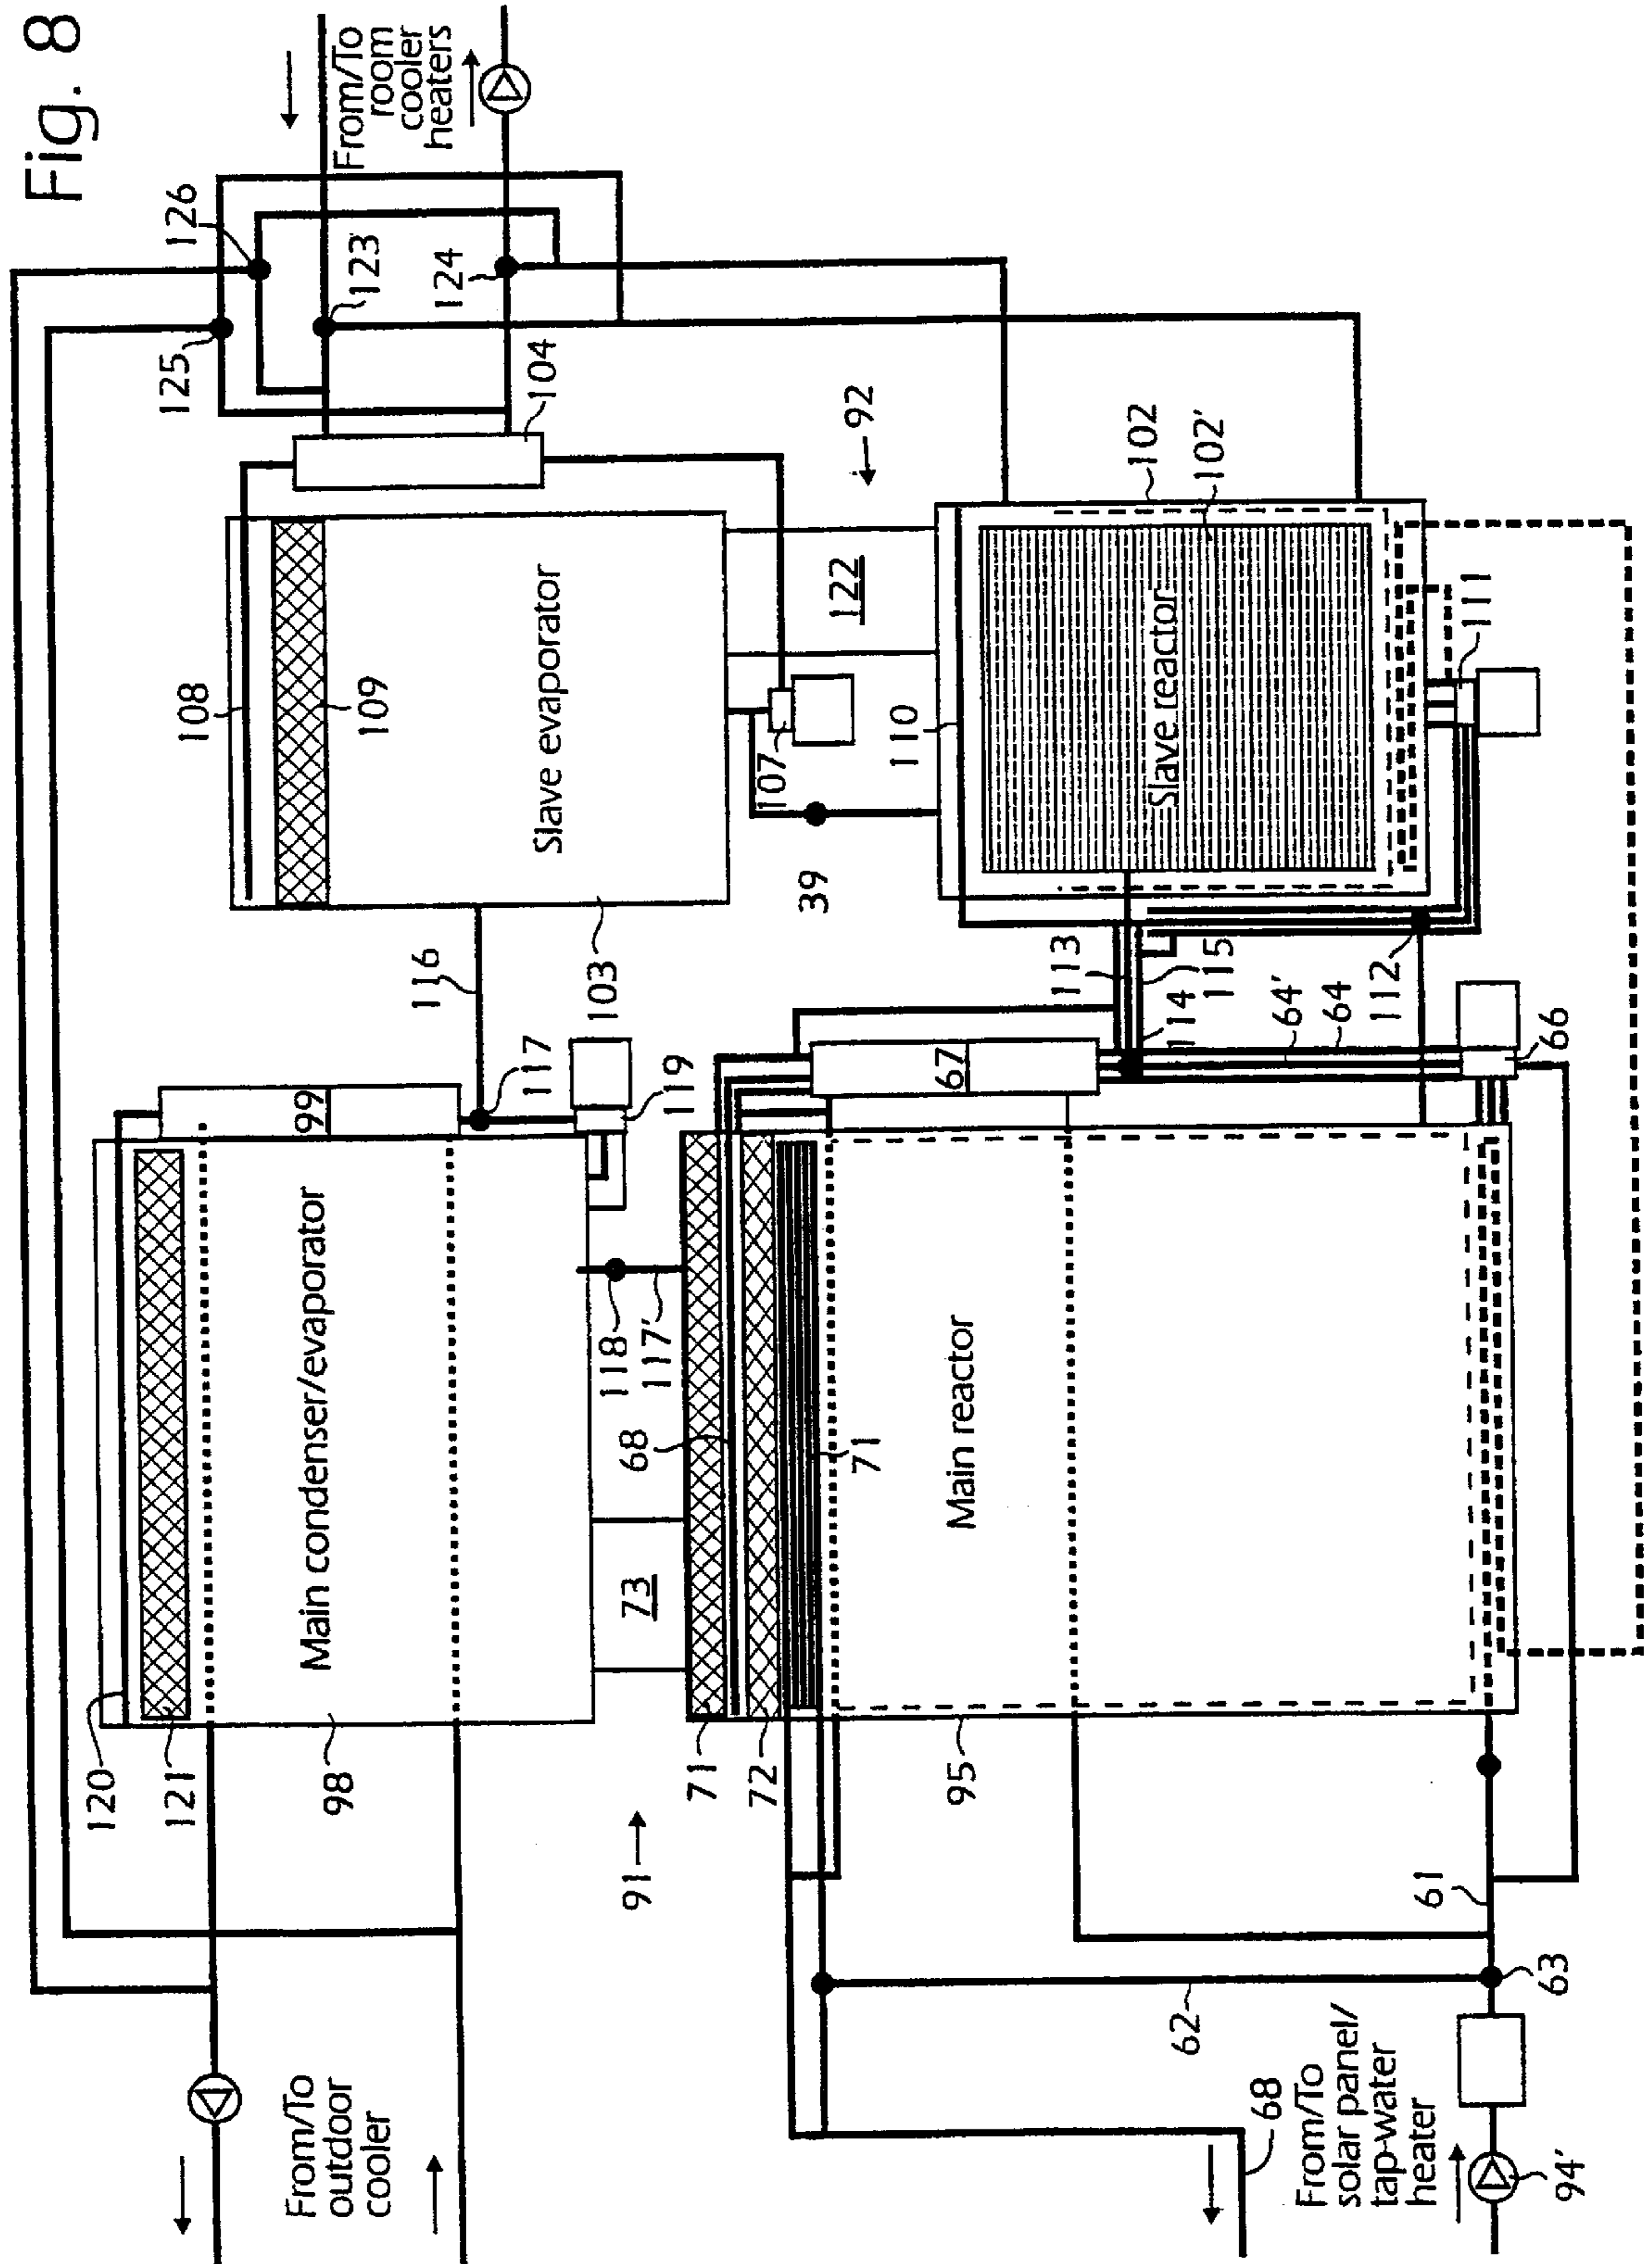 Fig. 8
From/To
room
cooler
heaters
126
123
124
125
104
92
108
109
Slave evaporator
122
102
102'
110
107
Slave reactor
111
39
103
116
113
115
114
112
64'
64
66
67
117
119
99
Main condenser/evaporator
118
117'
68
71
73
Main reactor
120
121
98
91
71
72
95
61
63
62
From/To
outdoor
cooler
68
From/To
solar panel/
tap-water
heater
94'